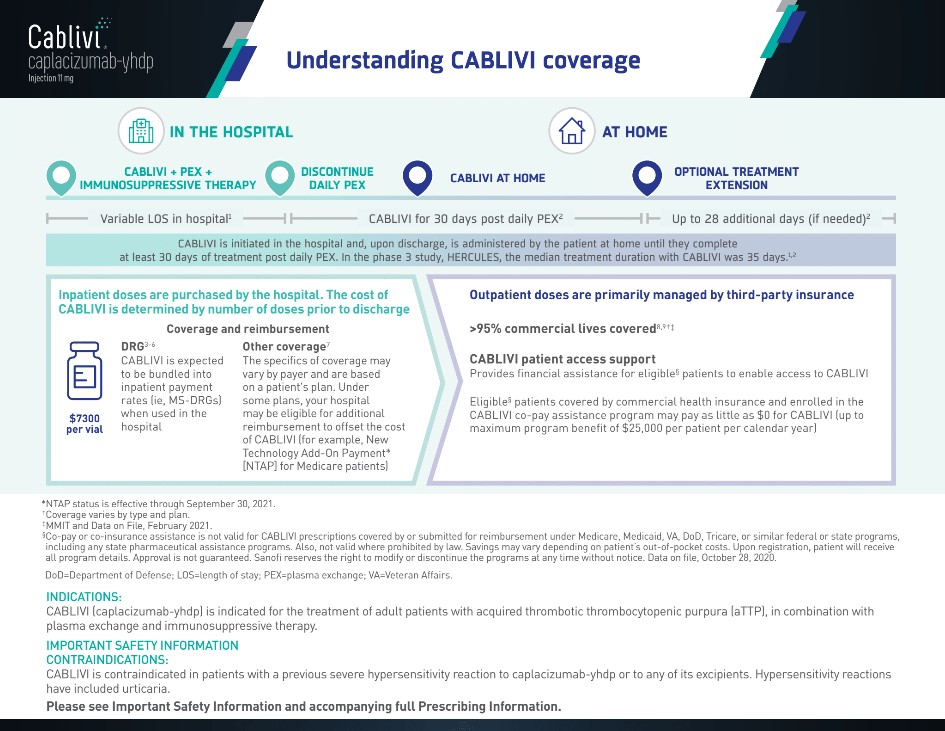 Cablivi
caplacizumab-yhdp
Injection 11 mg
Understanding CABLIVI coverage
IN THE HOSPITAL
AT HOME
CABLIVI + PEX +
IMMUNOSUPPRESSIVE THERAPY
DISCONTINUE
DAILY PEX
CABLIVI AT HOME
OPTIONAL TREATMENT
EXTENSION
Variable LOS in hospital¹
CABLIVI for 30 days post daily PEX²
Up to 28 additional days (if needed)²
CABLIVI is initiated in the hospital and, upon discharge, is administered by the patient at home until they complete
at least 30 days of treatment post daily PEX. In the phase 3 study, HERCULES, the median treatment duration with CABLIVI was 35 days.¹,²
Inpatient doses are purchased by the hospital. The cost of
CABLIVI is determined by number of doses prior to discharge
Coverage and reimbursement
$7300
per vial
DRG³-⁶
CABLIVI is expected
to be bundled into
inpatient payment
rates (ie, MS-DRGs)
when used in the
hospital
Other coverage⁷
The specifics of coverage may
vary by payer and are based
on a patient's plan. Under
some plans, your hospital
may be eligible for additional
reimbursement to offset the cost
of CABLIVI (for example, New
Technology Add-On Payment*
[NTAP] for Medicare patients)
Outpatient doses are primarily managed by third-party insurance
>95% commercial lives covered⁸,⁹†‡
CABLIVI patient access support
Provides financial assistance for eligible§ patients to enable access to CABLIVI
Eligible§ patients covered by commercial health insurance and enrolled in the
CABLIVI co-pay assistance program may pay as little as $0 for CABLIVI (up to
maximum program benefit of $25,000 per patient per calendar year)
*NTAP status is effective through September 30, 2021.
†Coverage varies by type and plan.
‡MMIT and Data on File, February 2021.
§Co-pay or co-insurance assistance is not valid for CABLIVI prescriptions covered by or submitted for reimbursement under Medicare, Medicaid, VA, DoD, Tricare, or similar federal or state programs,
including any state pharmaceutical assistance programs. Also, not valid where prohibited by law. Savings may vary depending on patient's out-of-pocket costs. Upon registration, patient will receive
all program details. Approval is not guaranteed. Sanofi reserves the right to modify or discontinue the programs at any time without notice. Data on file, October 28, 2020.
DoD=Department of Defense; LOS=length of stay; PEX=plasma exchange; VA=Veteran Affairs.
INDICATIONS:
CABLIVI (caplacizumab-yhdp) is indicated for the treatment of adult patients with acquired thrombotic thrombocytopenic purpura (aTTP), in combination with
plasma exchange and immunosuppressive therapy.
IMPORTANT SAFETY INFORMATION
CONTRAINDICATIONS:
CABLIVI is contraindicated in patients with a previous severe hypersensitivity reaction to caplacizumab-yhdp or to any of its excipients. Hypersensitivity reactions
have included urticaria.
Please see Important Safety Information and accompanying full Prescribing Information.